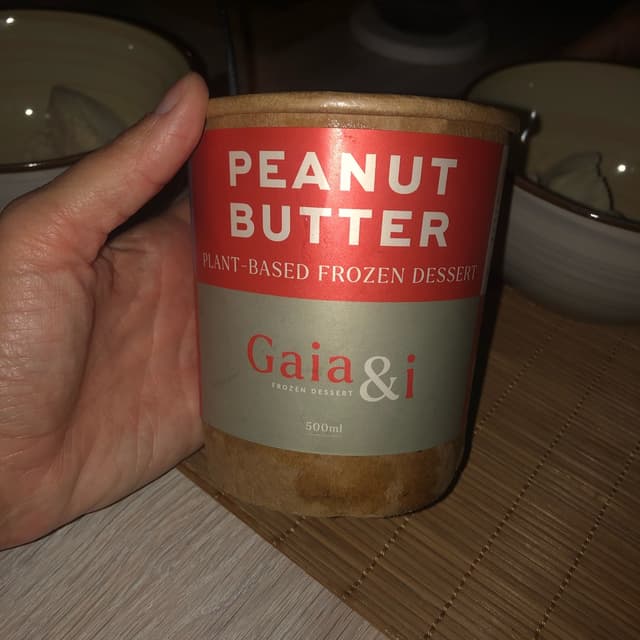 PEANUT
BUTTER
PLANT-BASED FROZEN DESSERT
Gaia&i
FROZEN DESSERT
500ml